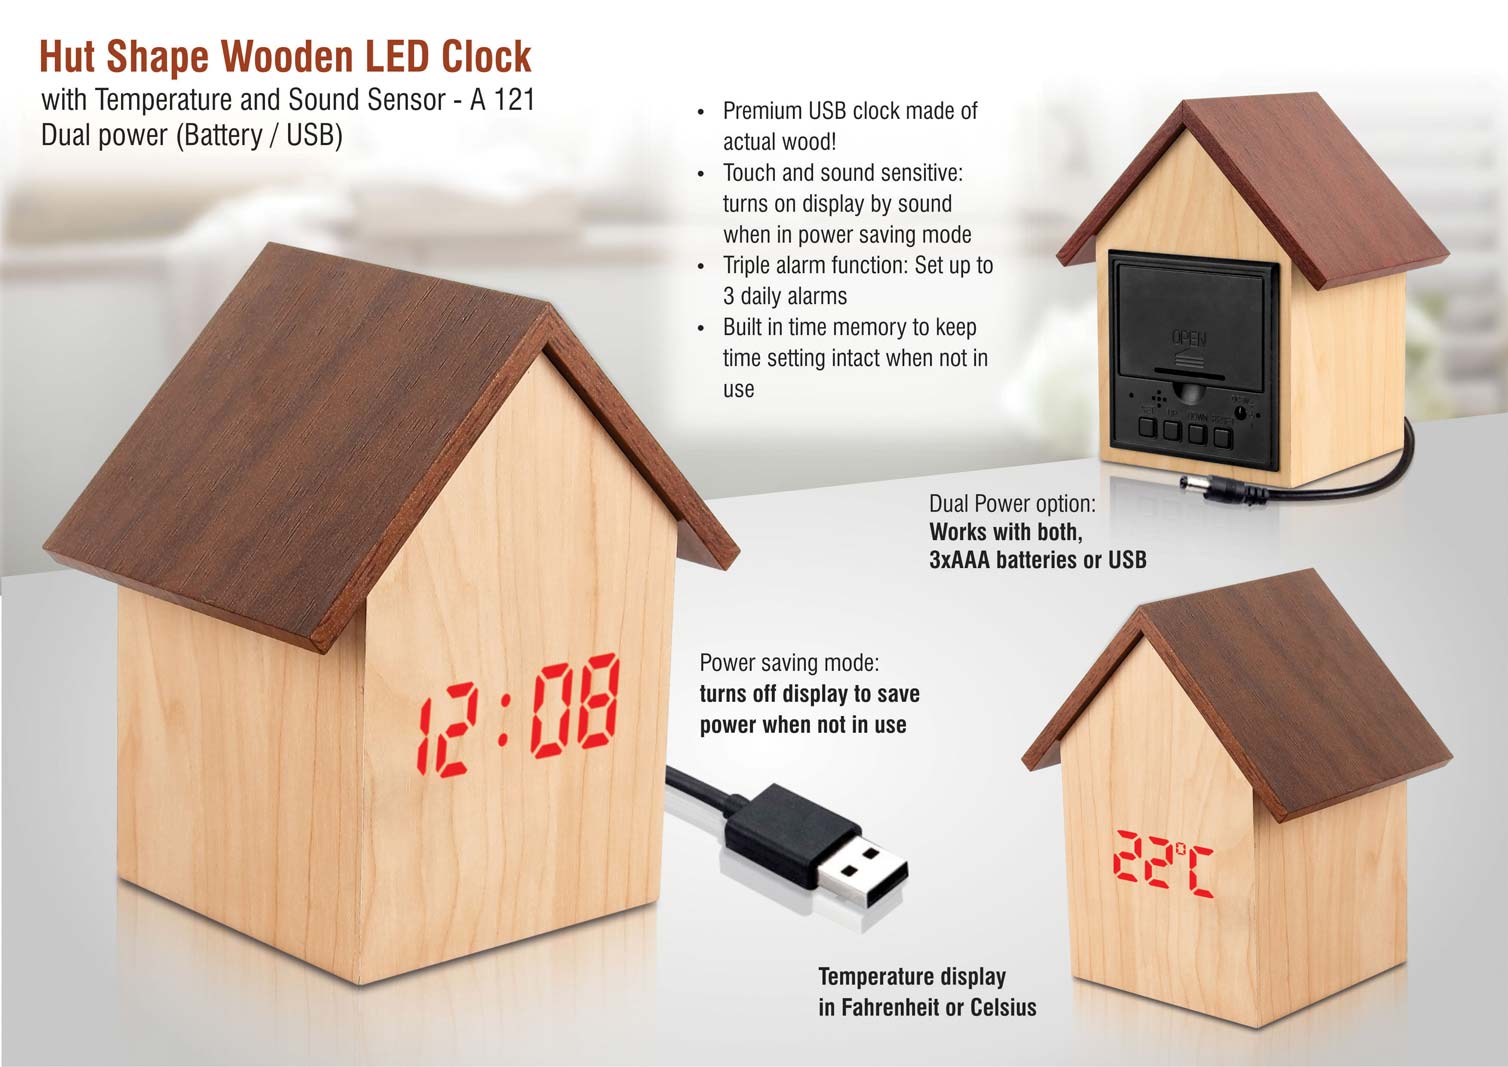 Hut Shape Wooden LED Clock
with Temperature and Sound Sensor - A 121
Dual power (Battery / USB)
• Premium USB clock made of
actual wood!
• Touch and sound sensitive:
turns on display by sound
when in power saving mode
• Triple alarm function: Set up to
3 daily alarms
• Built in time memory to keep
time setting intact when not in
use
OPEN
SET UP DOWN
Dual Power option:
Works with both,
3xAAA batteries or USB
12:08
Power saving mode:
turns off display to save
power when not in use
22°C
Temperature display
in Fahrenheit or Celsius